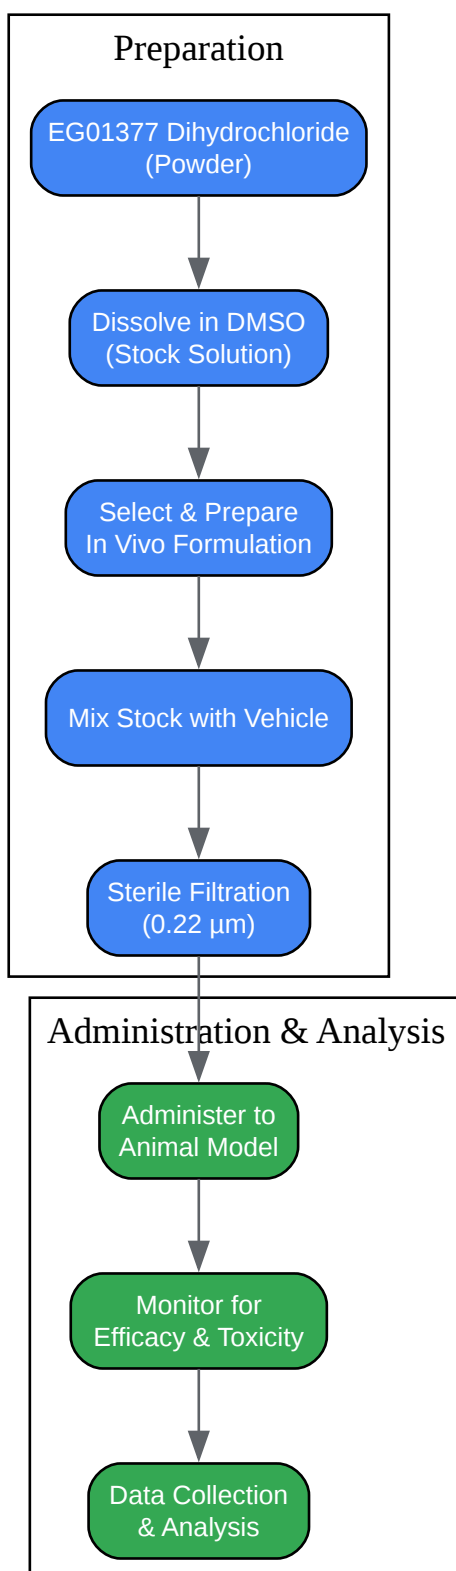 Preparation
EG01377 Dihydrochloride
(Powder)
Dissolve in DMSO
(Stock Solution)
Select & Prepare
In Vivo Formulation
Mix Stock with Vehicle
Sterile Filtration
(0.22 µm)
Administration & Analysis
Administer to
Animal Model
Monitor for
Efficacy & Toxicity
Data Collection
& Analysis